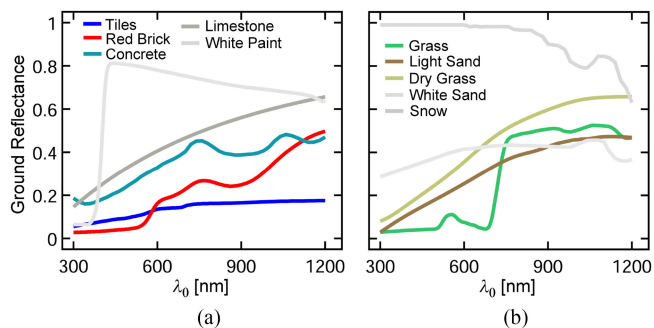 Ground Reflectance
1
0.8
0.6
0.4
0.2
0
Tiles
Red Brick
Concrete
Limestone
White Paint
300 600 900 1200
λ0 [nm]
(a)
Grass
Light Sand
Dry Grass
White Sand
Snow
300 600 900 1200
λ0 [nm]
(b)